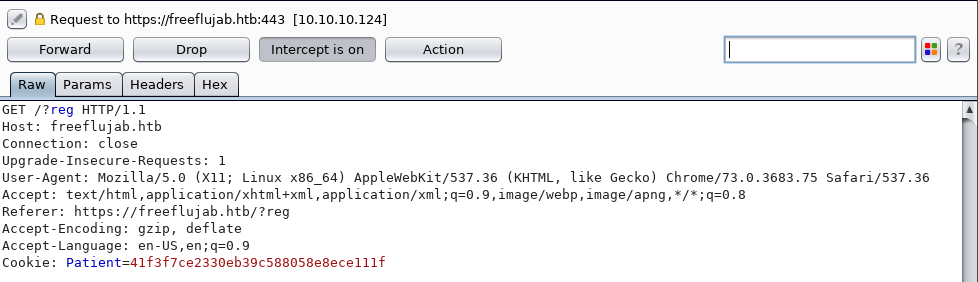 Request to https://freeflujab.htb:443 [10.10.10.124]
Forward Drop Intercept is on Action ?
Raw Params Headers Hex
GET /?reg HTTP/1.1
Host: freeflujab.htb
Connection: close
Upgrade-Insecure-Requests: 1
User-Agent: Mozilla/5.0 (X11; Linux x86_64) AppleWebKit/537.36 (KHTML, like Gecko) Chrome/73.0.3683.75 Safari/537.36
Accept: text/html,application/xhtml+xml,application/xml;q=0.9,image/webp,image/apng,*/*;q=0.8
Referer: https://freeflujab.htb/?reg
Accept-Encoding: gzip, deflate
Accept-Language: en-US,en;q=0.9
Cookie: Patient=41f3f7ce2330eb39c588058e8ece111f